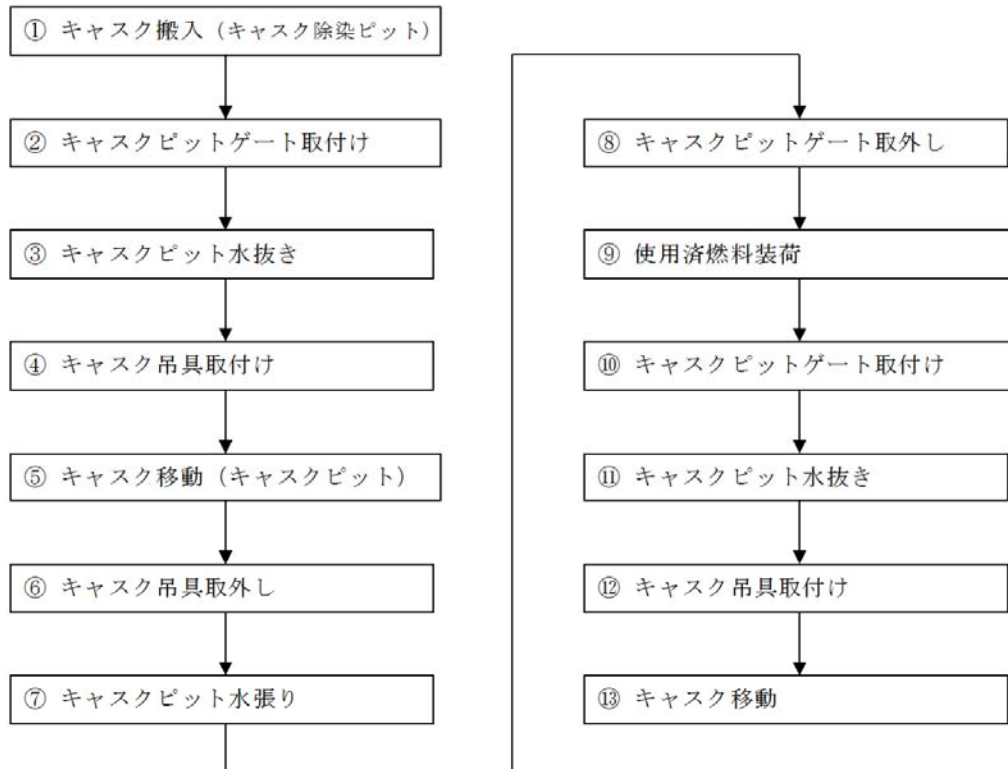 ① キャスク搬入（キャスク除染ピット）
② キャスクピットゲート取付け
③ キャスクピット水抜き
④ キャスク吊具取付け
⑤ キャスク移動（キャスクピット）
⑥ キャスク吊具取外し
⑦ キャスクピット水張り
⑧ キャスクピットゲート取外し
⑨ 使用済燃料装荷
⑩ キャスクピットゲート取付け
⑪ キャスクピット水抜き
⑫ キャスク吊具取付け
⑬ キャスク移動